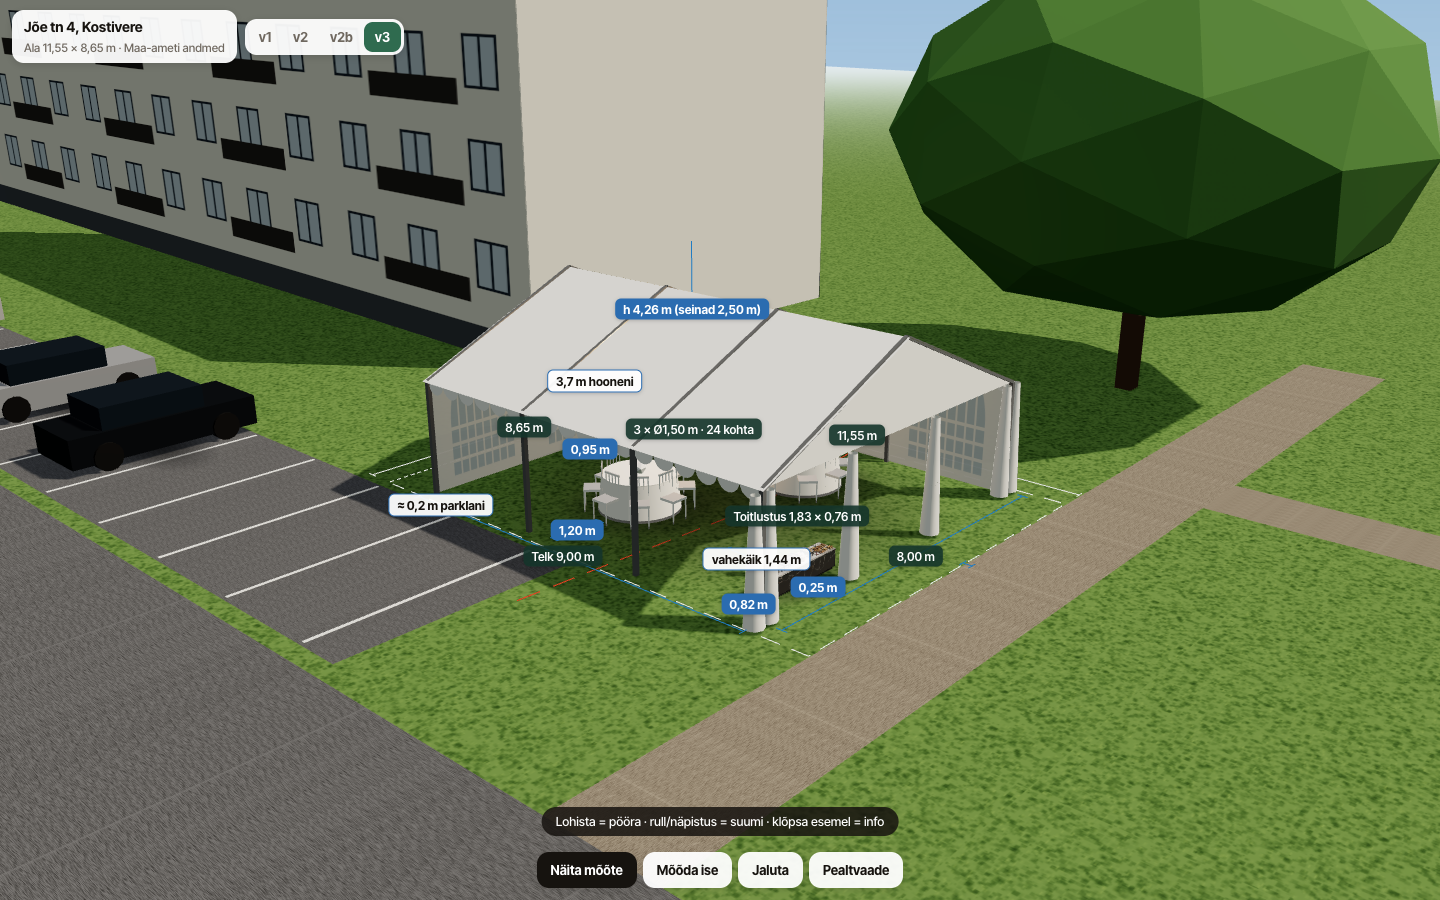 Jõe tn 4, Kostivere
Ala 11,55 × 8,65 m · Maa-ameti andmed
v1 v2 v2b v3
h 4,26 m (seinad 2,50 m)
3,7 m hooneni
8,65 m
3 × Ø1,50 m · 24 kohta
11,55 m
0,95 m
≈ 0,2 m parklani
Toitlustus 1,83 × 0,76 m
1,20 m
Telk 9,00 m
vahekäik 1,44 m
8,00 m
0,25 m
0,82 m
Lohista = pööra · rull/näpistus = suumi · klõpsa esemel = info
Näita mõõte
Mõõda ise
Jaluta
Pealtvaade